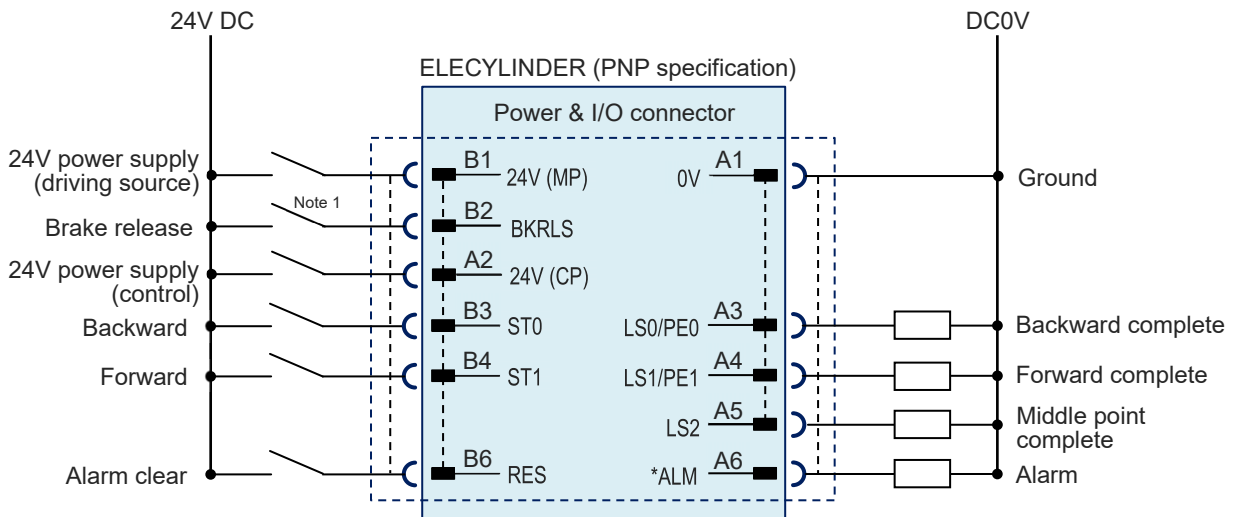 24V DC
DC0V
ELECYLINDER (PNP specification)
Power & I/O connector
24V power supply
(driving source)
B1
24V (MP)
A1
0V
Ground
Note 1
Brake release
B2
BKRLS
24V power supply
(control)
A2
24V (CP)
Backward
B3
ST0
LS0/PE0
A3
Backward complete
Forward
B4
ST1
LS1/PE1
A4
Forward complete
LS2
A5
Middle point
complete
Alarm clear
B6
RES
*ALM
A6
Alarm